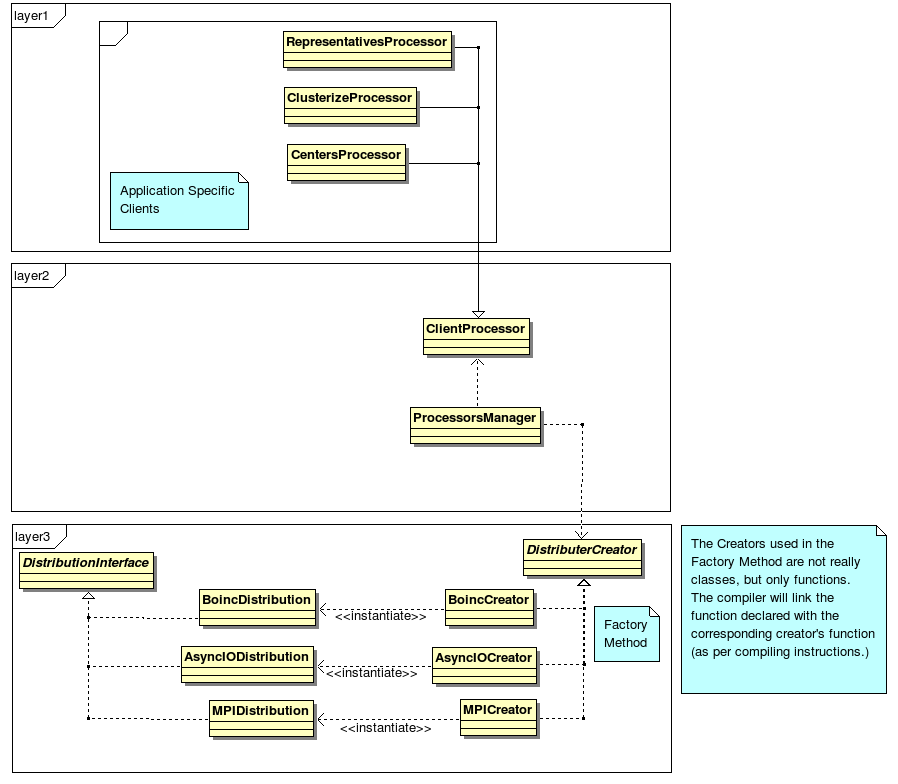 layer1
RepresentativesProcessor
ClusterizeProcessor
CentersProcessor
Application Specific
Clients
layer2
ClientProcessor
ProcessorsManager
layer3
DistributionInterface
DistributerCreator
BoincDistribution
<<instantiate>>
BoincCreator
AsyncIODistribution
<<instantiate>>
AsyncIOCreator
MPIDistribution
<<instantiate>>
MPICreator
Factory
Method
The Creators used in the
Factory Method are not really
classes, but only functions.
The compiler will link the
function declared with the
corresponding creator's function
(as per compiling instructions.)